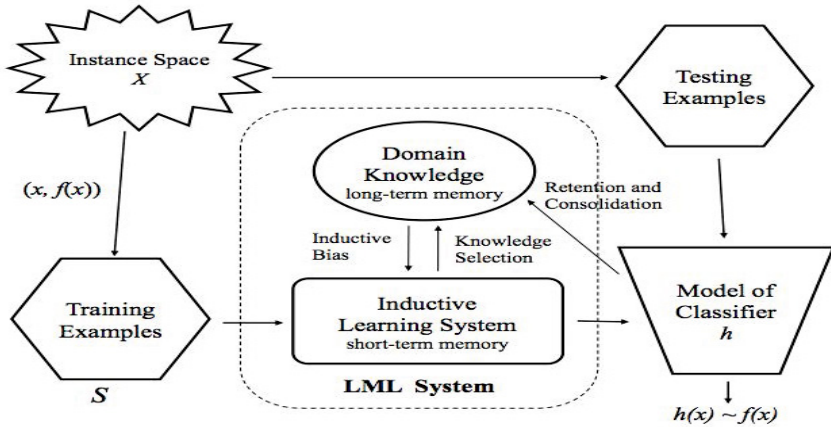 Instance Space
X
Testing
Examples
(x, f(x))
Domain
Knowledge
long-term memory
Retention and
Consolidation
Inductive
Bias
Knowledge
Selection
Training
Examples
S
Inductive
Learning System
short-term memory
LML System
Model of
Classifier
h
h(x) ~ f(x)